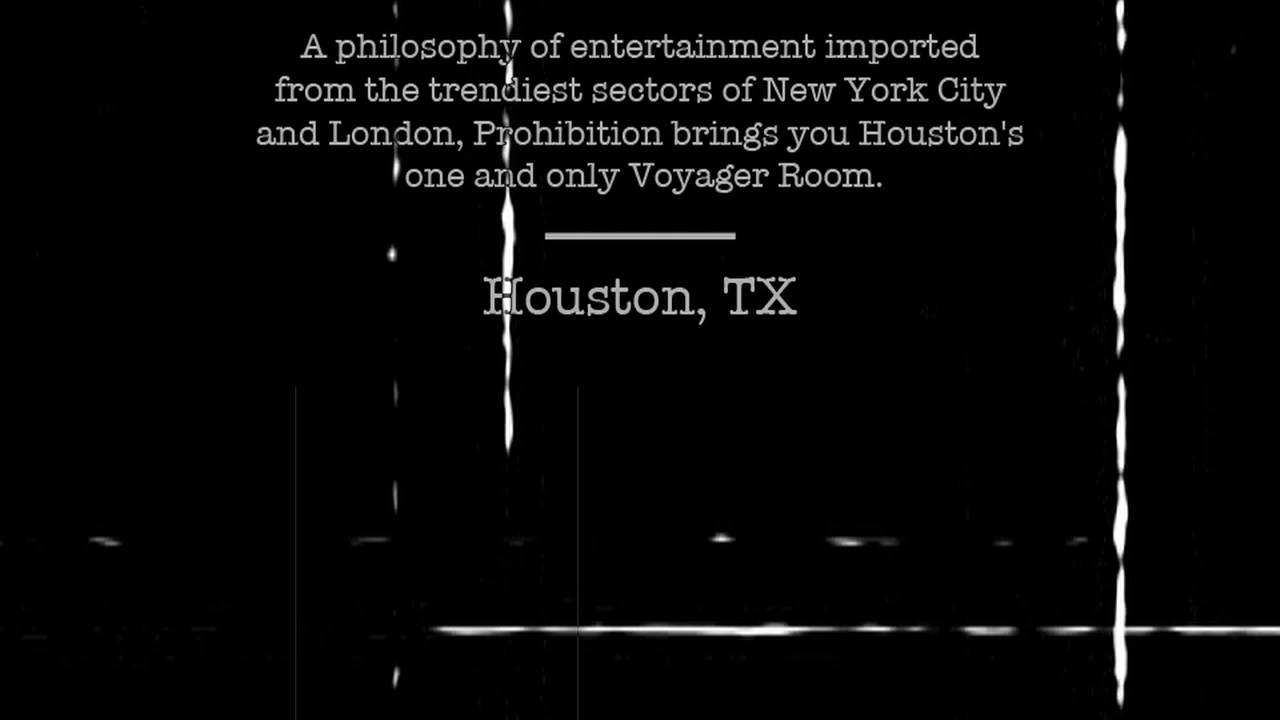 A philosophy of entertainment imported
from the trendiest sectors of New York City
and London, Prohibition brings you Houston's
one and only Voyager Room.
Houston, TX